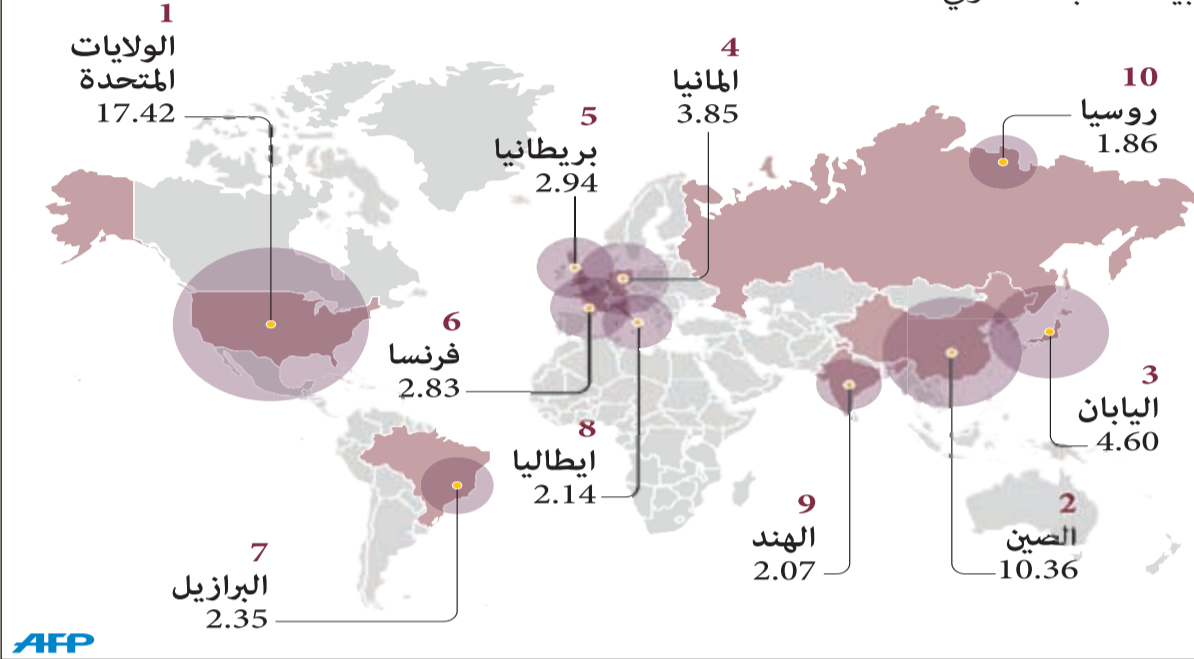 1
الولايات
المتحدة
17.42
4
المانيا
3.85
10
روسيا
1.86
5
بريطانيا
2.94
6
فرنسا
2.83
3
اليابان
4.60
8
ايطاليا
2.14
9
الهند
2.07
2
الصين
10.36
7
البرازيل
2.35
AFP